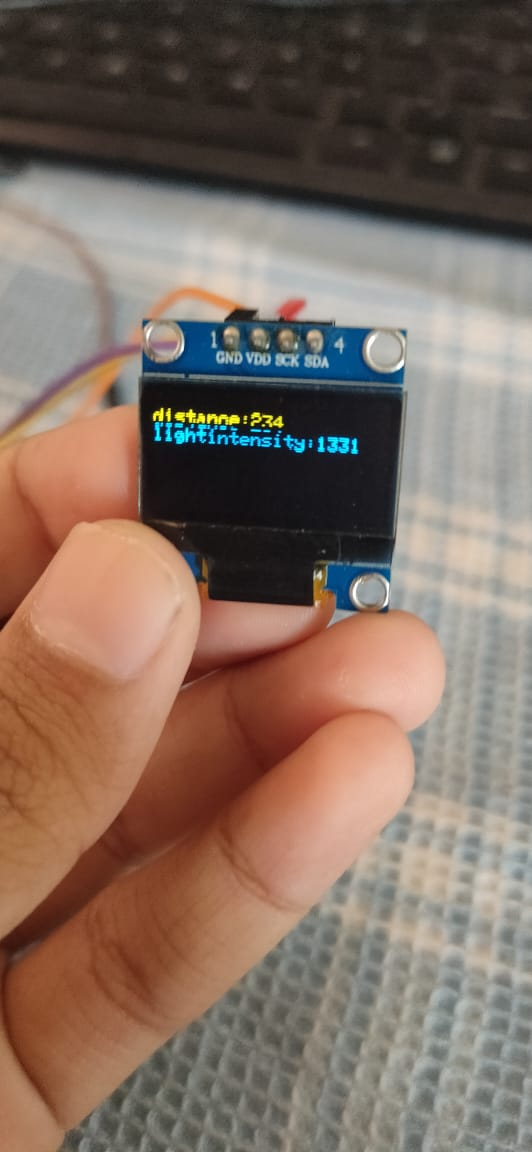 1 4
GND VDD SCK SDA
distance:234
lightintensity:1331